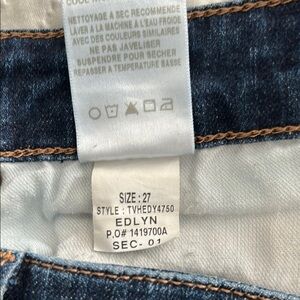 NETTOYAGE A SEC RECOMMENDE
LAVER A LA MACHINE A L'EAU FROIDE
AVEC DES COULEURS SIMILAIRES
NE PAS JAVELISER
SUSPENDRE POUR SECHER
REPASSER A TEMPERATURE BASSE
SIZE : 27
STYLE : TVHEDY4750
EDLYN
P.O# 1419700A
SEC- 01